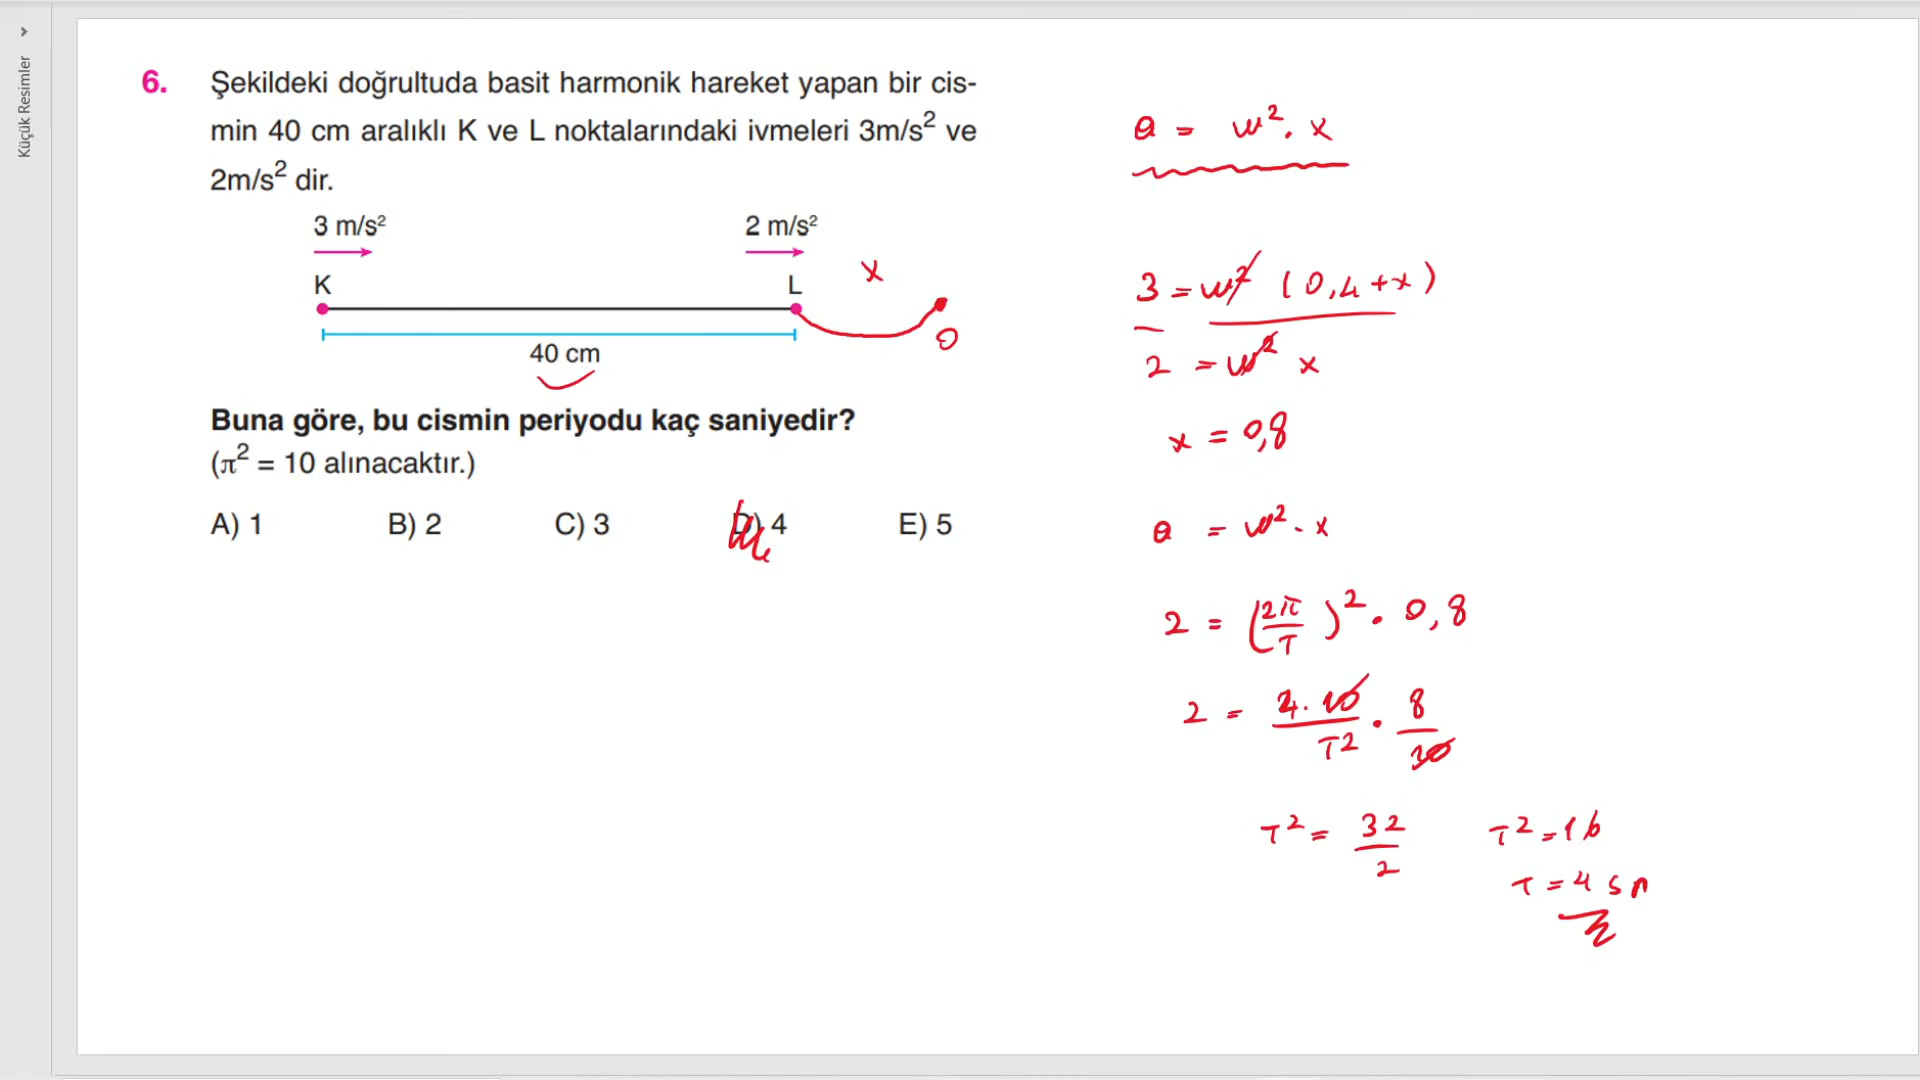 Küçük Resimler
6. Şekildeki doğrultuda basit harmonik hareket yapan bir cis-
min 40 cm aralıklı K ve L noktalarındaki ivmeleri 3m/s² ve
2m/s² dir.
3 m/s² 2 m/s²
K L x
O
40 cm
Buna göre, bu cismin periyodu kaç saniyedir?
(π² = 10 alınacaktır.)
A) 1 B) 2 C) 3 D) 4 E) 5
a = w² . x
3 = w² (0,4 + x)
2 = w² x
x = 0,8
a = w² . x
2 = (2π/T)² . 0,8
2 = 4.10/T² . 8/10
T² = 32/2 T² = 16
T = 4 sn